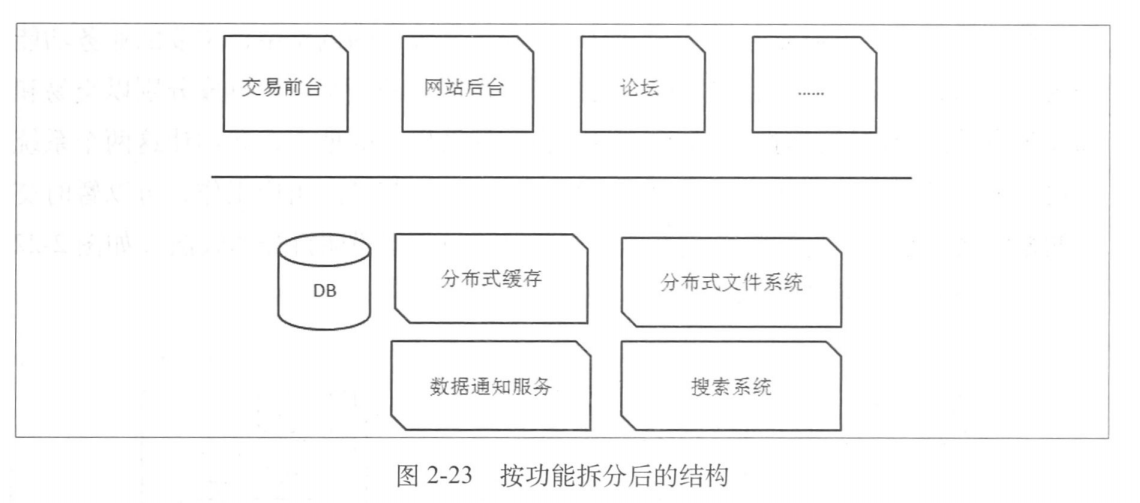 交易前台
网站后台
论坛
......
DB
分布式缓存
分布式文件系统
数据通知服务
搜索系统
图 2-23 按功能拆分后的结构